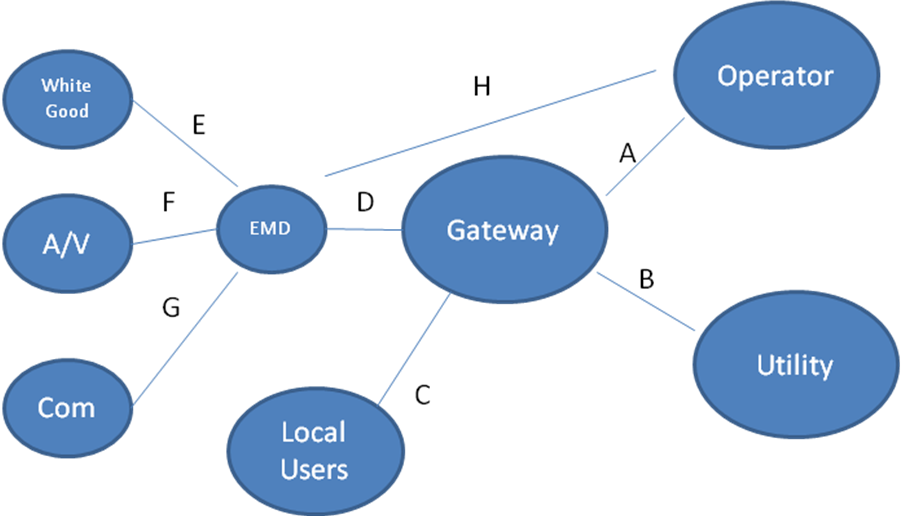 White
Good
E
H
Operator
A
F
D
A/V
EMD
Gateway
G
B
Com
C
Utility
Local
Users